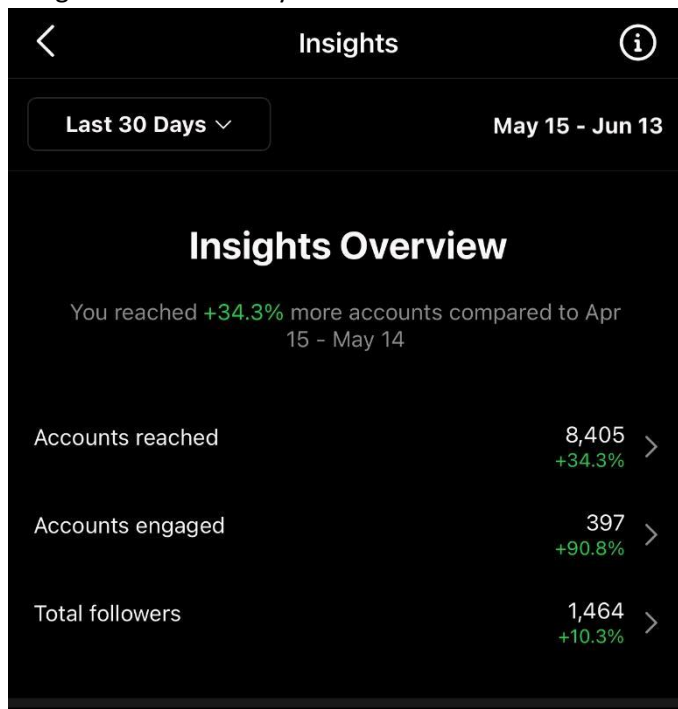 Insights
Last 30 Days
May 15 - Jun 13
Insights Overview
You reached +34.3% more accounts compared to Apr
15 - May 14
Accounts reached
8,405
+34.3%
Accounts engaged
397
+90.8%
Total followers
1,464
+10.3%